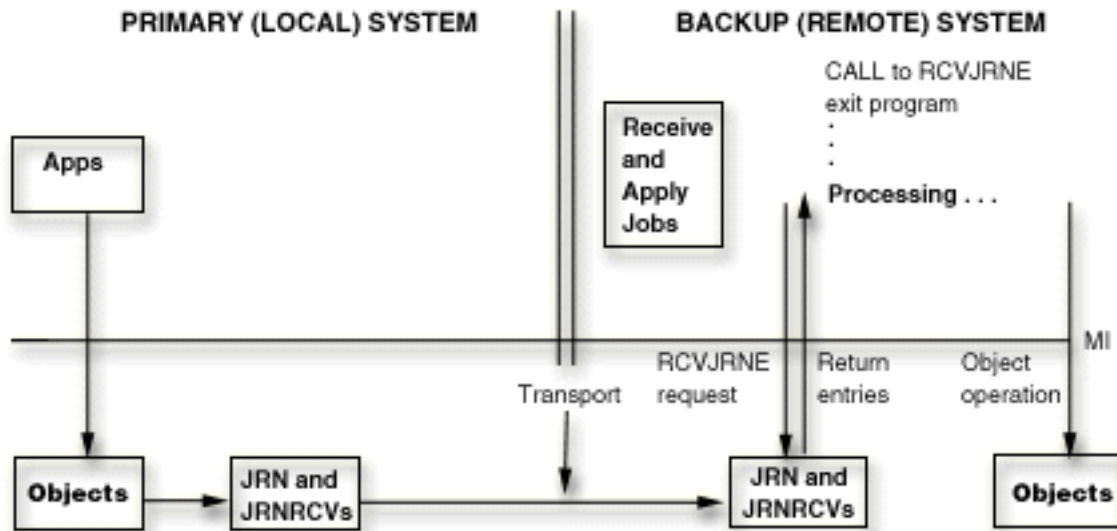 PRIMARY (LOCAL) SYSTEM
BACKUP (REMOTE) SYSTEM
CALL to RCVJRNE
exit program
.
.
.
Processing . . .
Receive
and
Apply
Jobs
Apps
MI
RCVJRNE
request
Return
entries
Object
operation
Transport
Objects
JRN and
JRNRCVs
JRN and
JRNRCVs
Objects